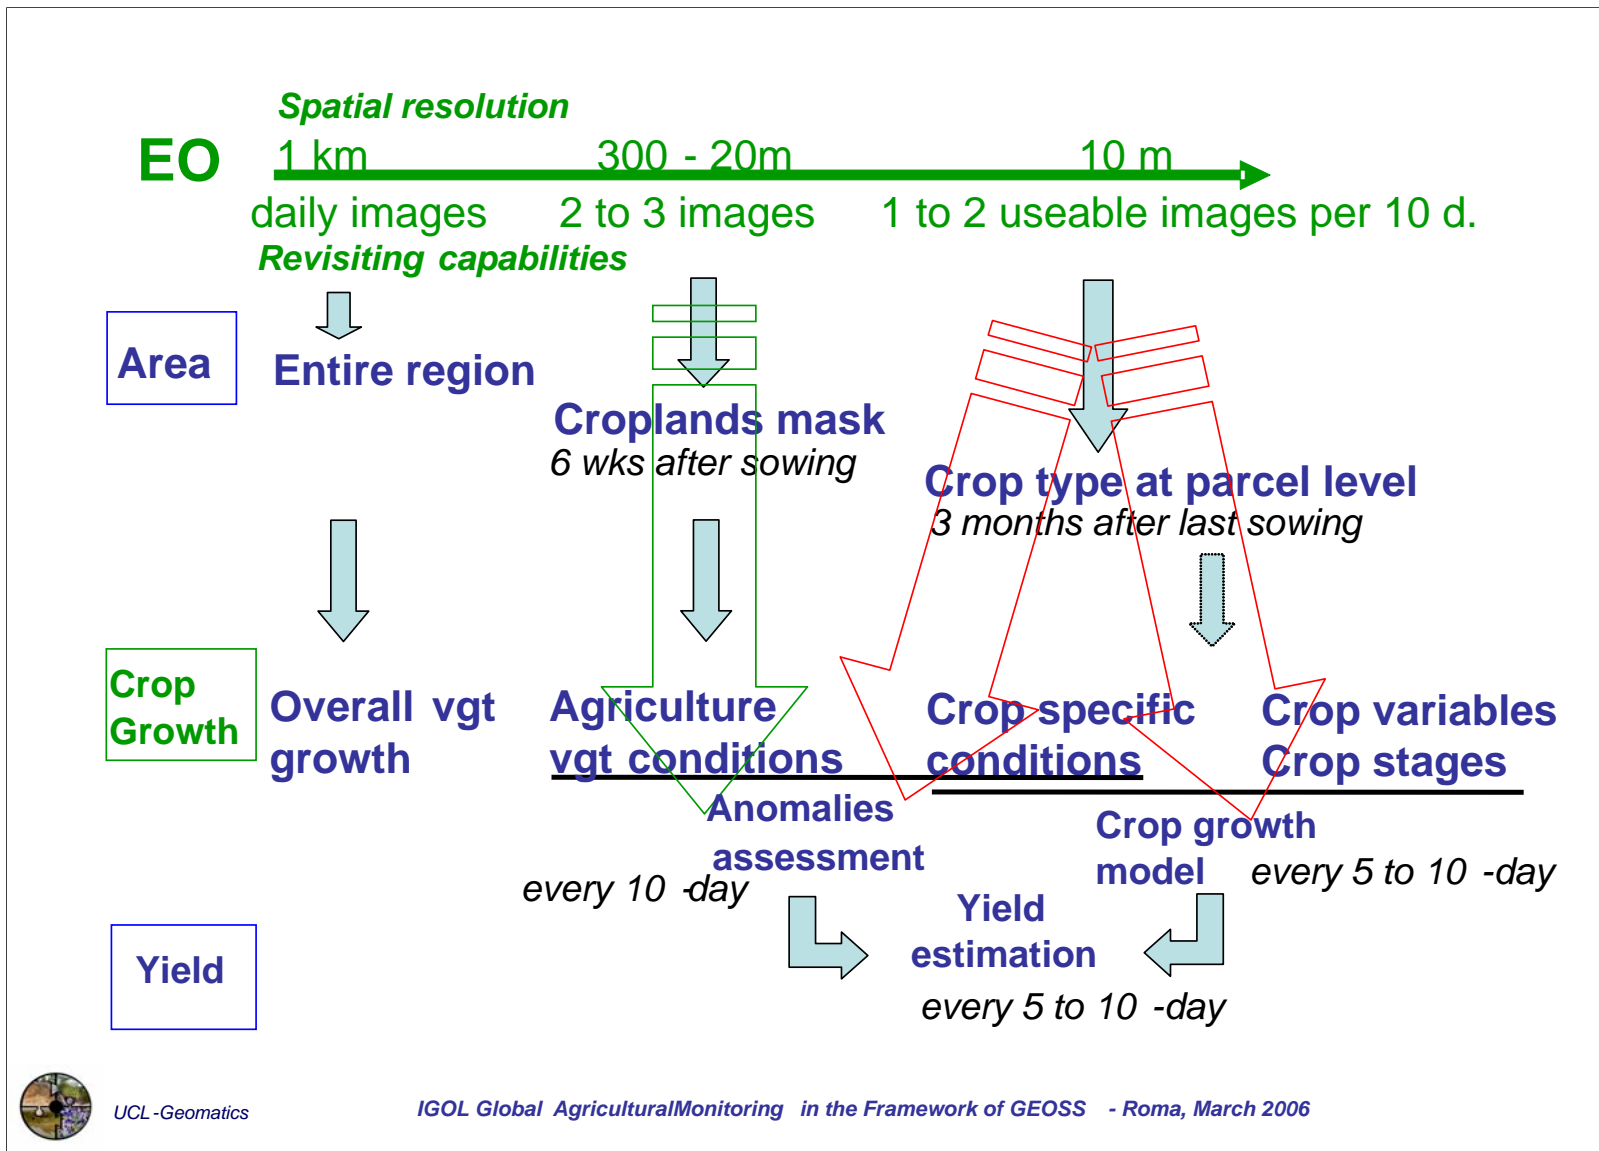 Spatial resolution
EO 1 km 300 - 20m 10 m
daily images 2 to 3 images 1 to 2 useable images per 10 d.
Revisiting capabilities
Area
Entire region
Croplands mask
6 wks after sowing
Crop type at parcel level
3 months after last sowing
Crop
Growth
Overall vgt
growth
Agriculture
vgt conditions
Crop specific
conditions
Crop variables
Crop stages
Anomalies
assessment
every 10 -day
Crop growth
model
every 5 to 10 -day
Yield
Yield
estimation
every 5 to 10 -day
UCL-Geomatics
IGOL Global AgriculturalMonitoring in the Framework of GEOSS - Roma, March 2006